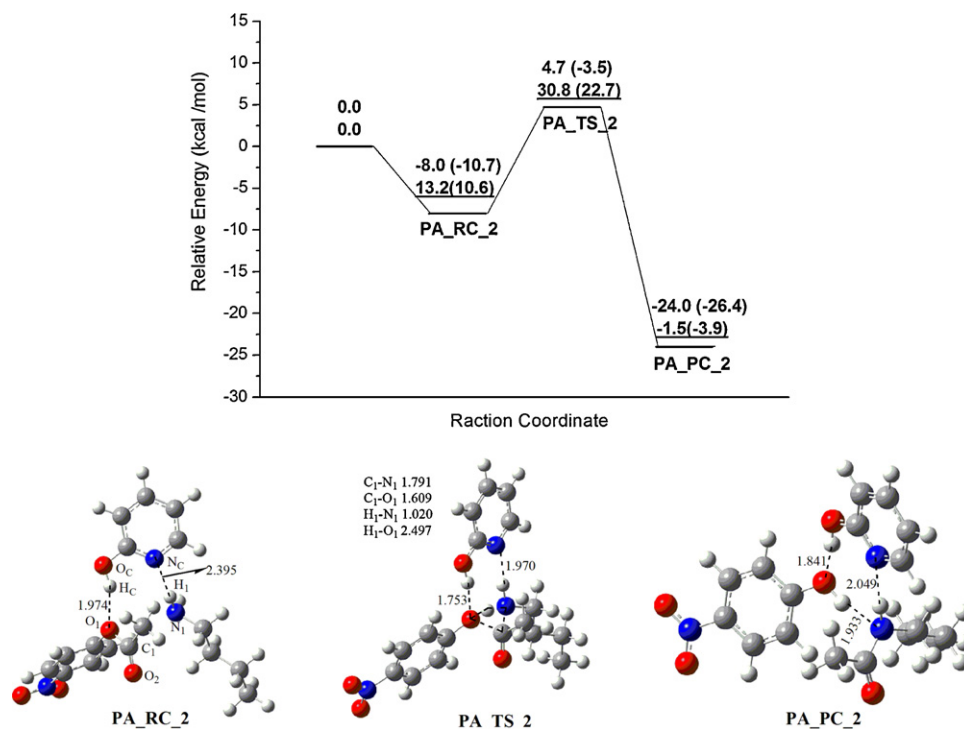 15
10
5
0
-5
-10
-15
-20
-25
-30
Relative Energy (kcal /mol)
0.0
0.0
-8.0 (-10.7)
13.2(10.6)
PA_RC_2
4.7 (-3.5)
30.8 (22.7)
PA_TS_2
-24.0 (-26.4)
-1.5(-3.9)
PA_PC_2
Raction Coordinate
OC
NC
HC
H1
2.395
1.974
O1
N1
C1
O2
PA_RC_2
C1-N1 1.791
C1-O1 1.609
H1-N1 1.020
H1-O1 2.497
1.970
1.753
PA_TS_2
1.841
2.049
1.933
PA_PC_2